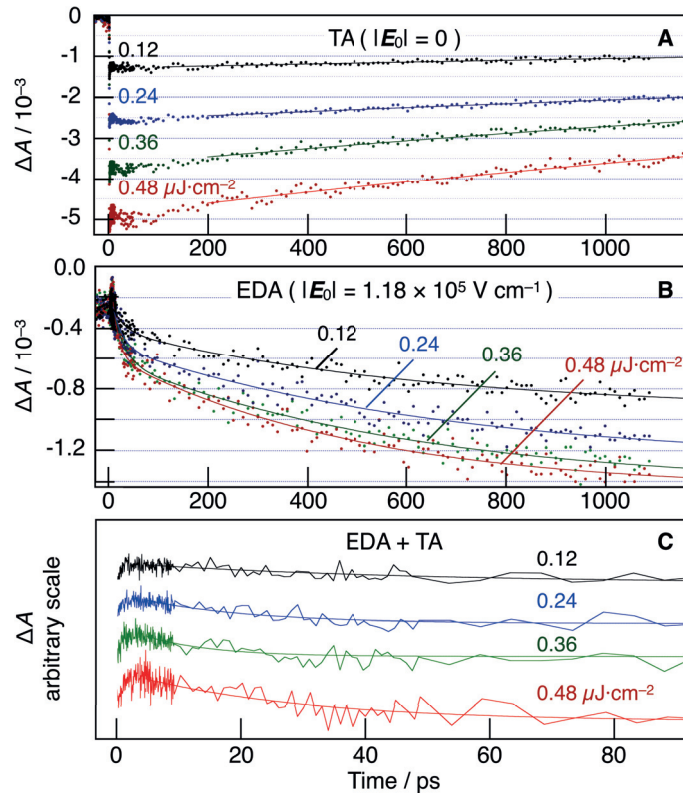 0
TA ( |E₀| = 0 )
A
0.12
-1
-2
0.24
-3
0.36
-4
0.48 µJ·cm⁻²
-5
ΔA / 10⁻³
0 200 400 600 800 1000
0.0
EDA ( |E₀| = 1.18 × 10⁵ V cm⁻¹ )
B
0.12
0.24
0.36
0.48 µJ·cm⁻²
-0.4
-0.8
-1.2
ΔA / 10⁻³
0 200 400 600 800 1000
EDA + TA
C
0.12
0.24
0.36
0.48 µJ·cm⁻²
ΔA
arbitrary scale
0 20 40 60 80
Time / ps